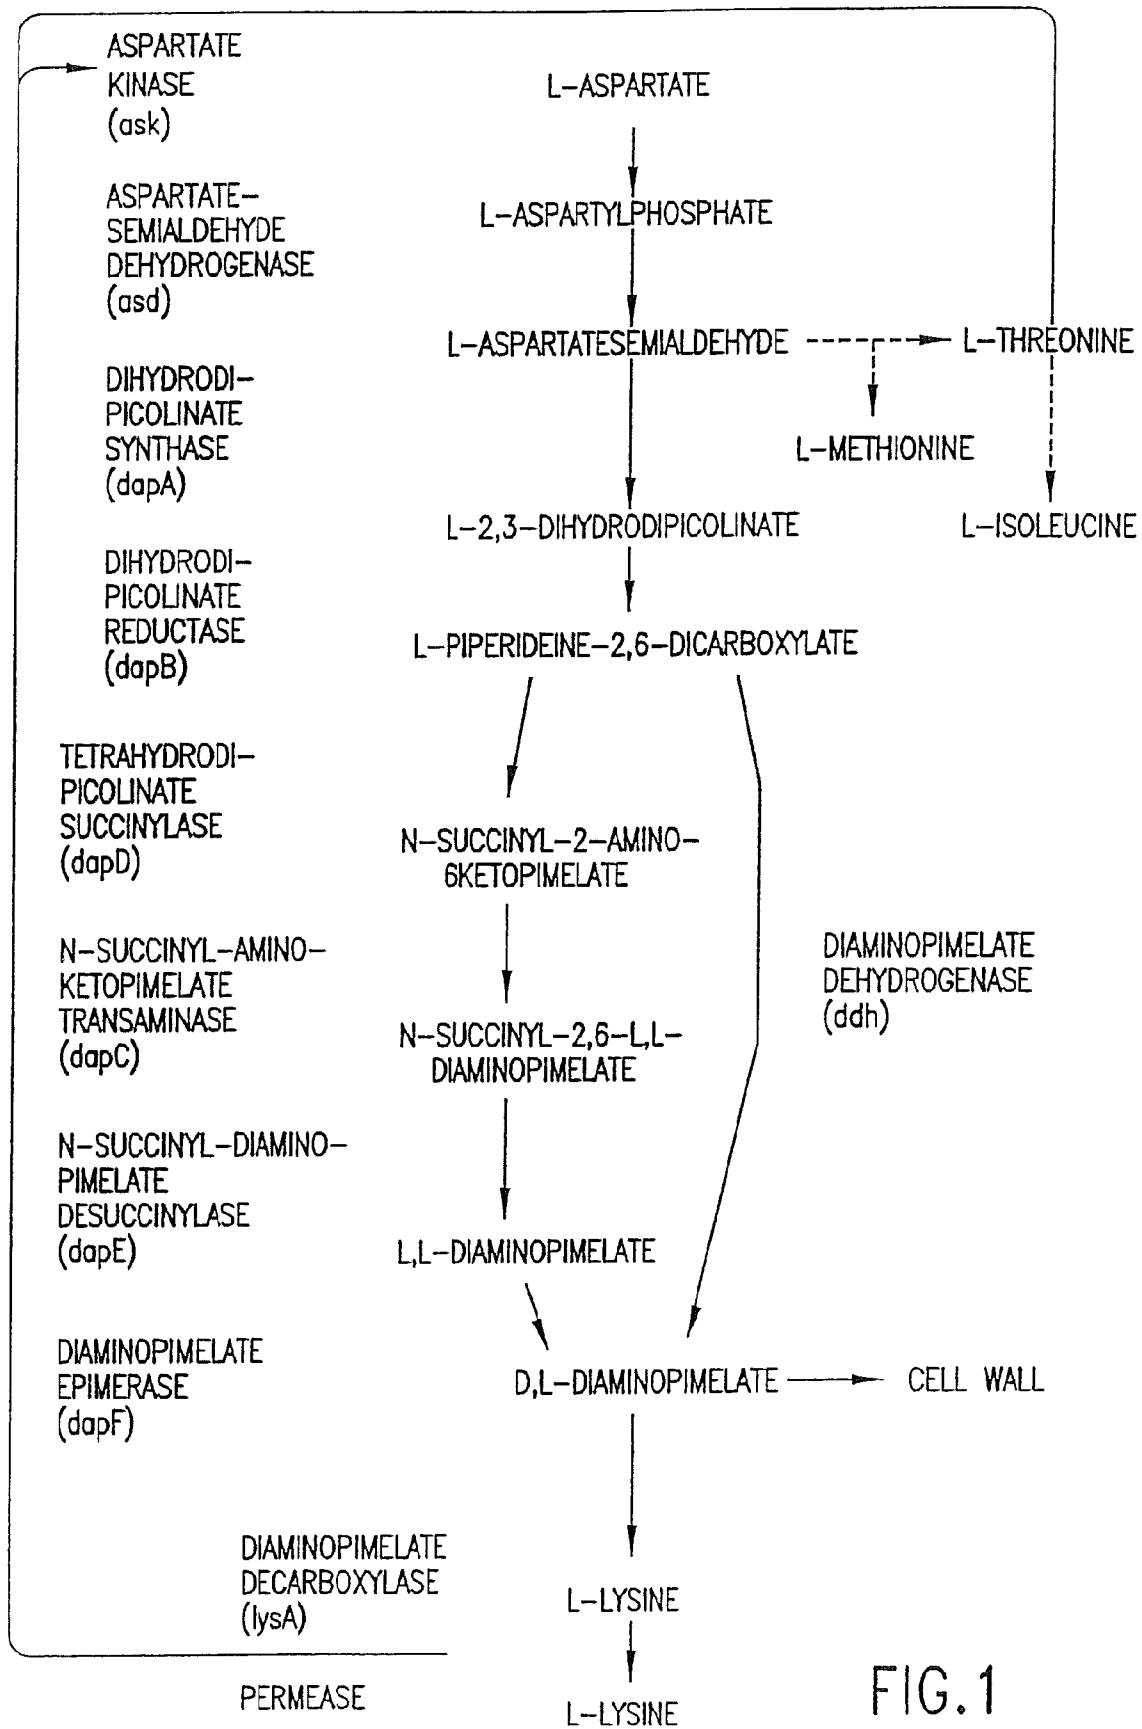 ASPARTATE
KINASE
(ask)
L-ASPARTATE
ASPARTATE-
SEMIALDEHYDE
DEHYDROGENASE
(asd)
L-ASPARTYLPHOSPHATE
L-ASPARTATESEMIALDEHYDE
L-THREONINE
L-METHIONINE
L-ISOLEUCINE
DIHYDRODI-
PICOLINATE
SYNTHASE
(dapA)
L-2,3-DIHYDRODIPICOLINATE
DIHYDRODI-
PICOLINATE
REDUCTASE
(dapB)
L-PIPERIDEINE-2,6-DICARBOXYLATE
TETRAHYDRODI-
PICOLINATE
SUCCINYLASE
(dapD)
N-SUCCINYL-2-AMINO-
6KETOPIMELATE
N-SUCCINYL-AMINO-
KETOPIMELATE
TRANSAMINASE
(dapC)
N-SUCCINYL-2,6-L,L-
DIAMINOPIMELATE
DIAMINOPIMELATE
DEHYDROGENASE
(ddh)
N-SUCCINYL-DIAMINO-
PIMELATE
DESUCCINYLASE
(dapE)
L,L-DIAMINOPIMELATE
DIAMINOPIMELATE
EPIMERASE
(dapF)
D,L-DIAMINOPIMELATE
CELL WALL
DIAMINOPIMELATE
DECARBOXYLASE
(lysA)
L-LYSINE
PERMEASE
L-LYSINE
FIG.1